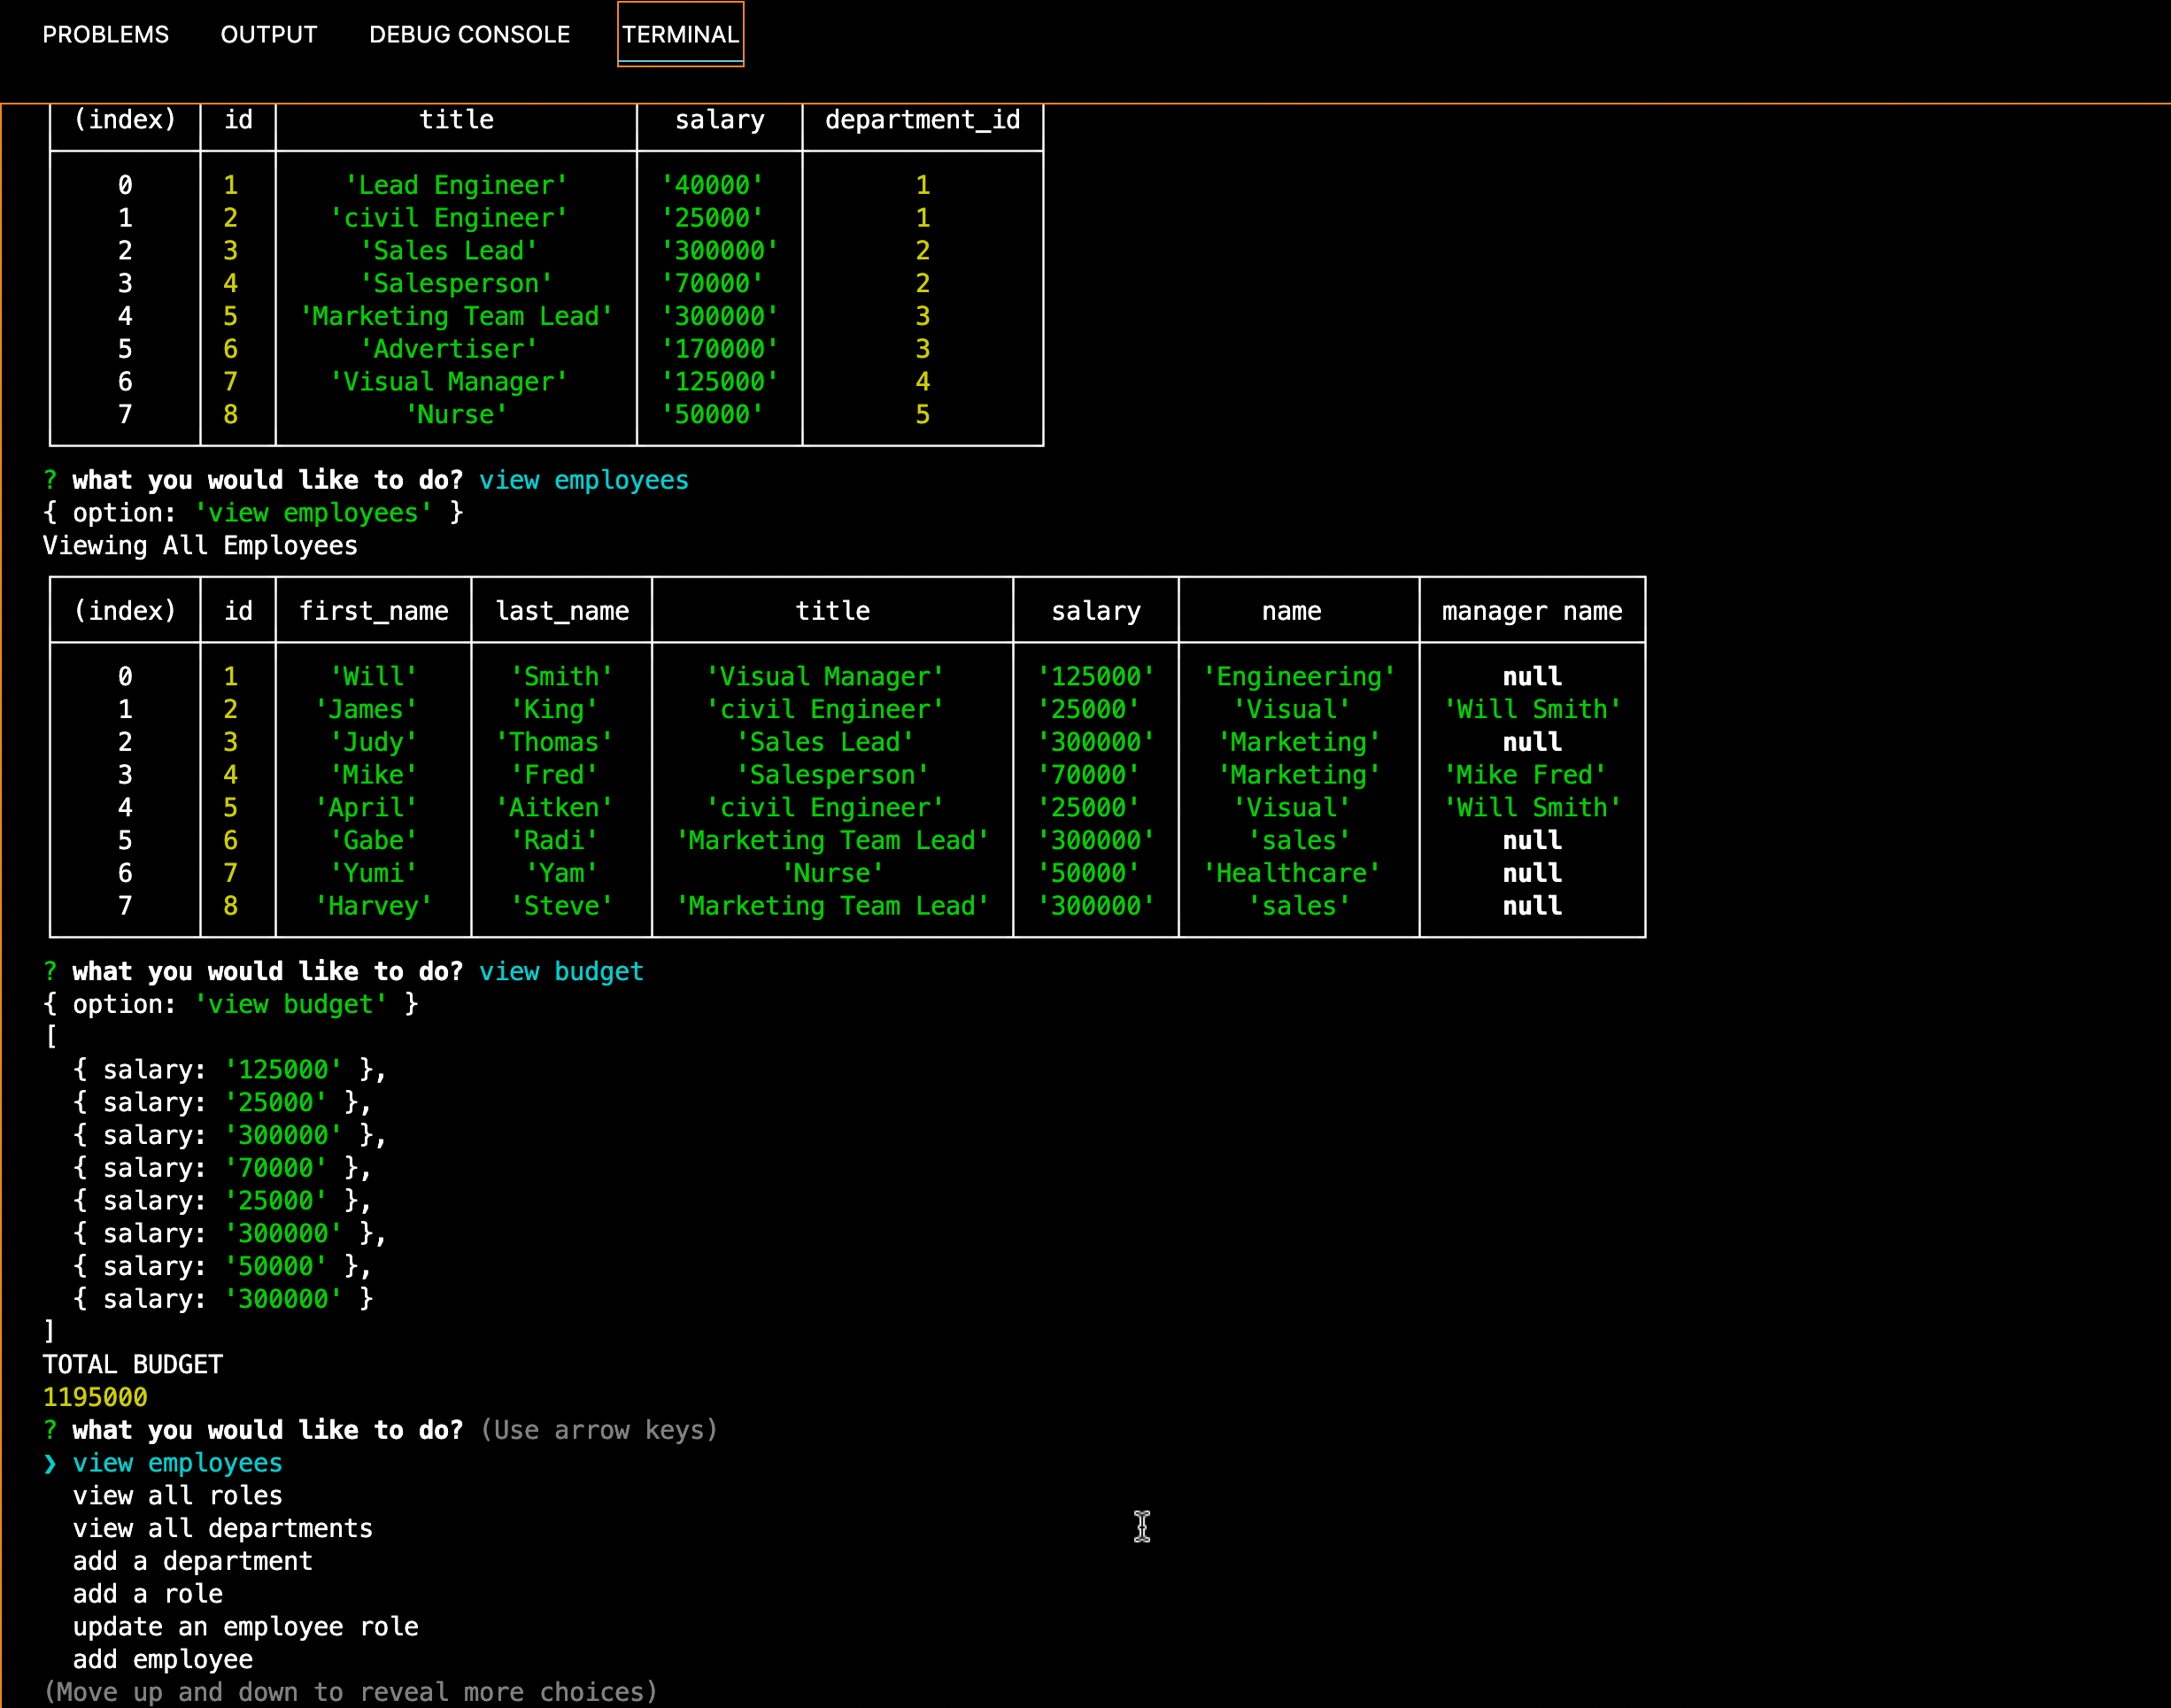 PROBLEMS OUTPUT DEBUG CONSOLE TERMINAL
(index) id title salary department_id
0 1 'Lead Engineer' '40000' 1
1 2 'civil Engineer' '25000' 1
2 3 'Sales Lead' '300000' 2
3 4 'Salesperson' '70000' 2
4 5 'Marketing Team Lead' '300000' 3
5 6 'Advertiser' '170000' 3
6 7 'Visual Manager' '125000' 4
7 8 'Nurse' '50000' 5
? what you would like to do? view employees
{ option: 'view employees' }
Viewing All Employees
(index) id first_name last_name title salary name manager name
0 1 'Will' 'Smith' 'Visual Manager' '125000' 'Engineering' null
1 2 'James' 'King' 'civil Engineer' '25000' 'Visual' 'Will Smith'
2 3 'Judy' 'Thomas' 'Sales Lead' '300000' 'Marketing' null
3 4 'Mike' 'Fred' 'Salesperson' '70000' 'Marketing' 'Mike Fred'
4 5 'April' 'Aitken' 'civil Engineer' '25000' 'Visual' 'Will Smith'
5 6 'Gabe' 'Radi' 'Marketing Team Lead' '300000' 'sales' null
6 7 'Yumi' 'Yam' 'Nurse' '50000' 'Healthcare' null
7 8 'Harvey' 'Steve' 'Marketing Team Lead' '300000' 'sales' null
? what you would like to do? view budget
{ option: 'view budget' }
[
{ salary: '125000' },
{ salary: '25000' },
{ salary: '300000' },
{ salary: '70000' },
{ salary: '25000' },
{ salary: '300000' },
{ salary: '50000' },
{ salary: '300000' }
]
TOTAL BUDGET
1195000
? what you would like to do? (Use arrow keys)
❯ view employees
view all roles
view all departments
add a department
add a role
update an employee role
add employee
(Move up and down to reveal more choices)